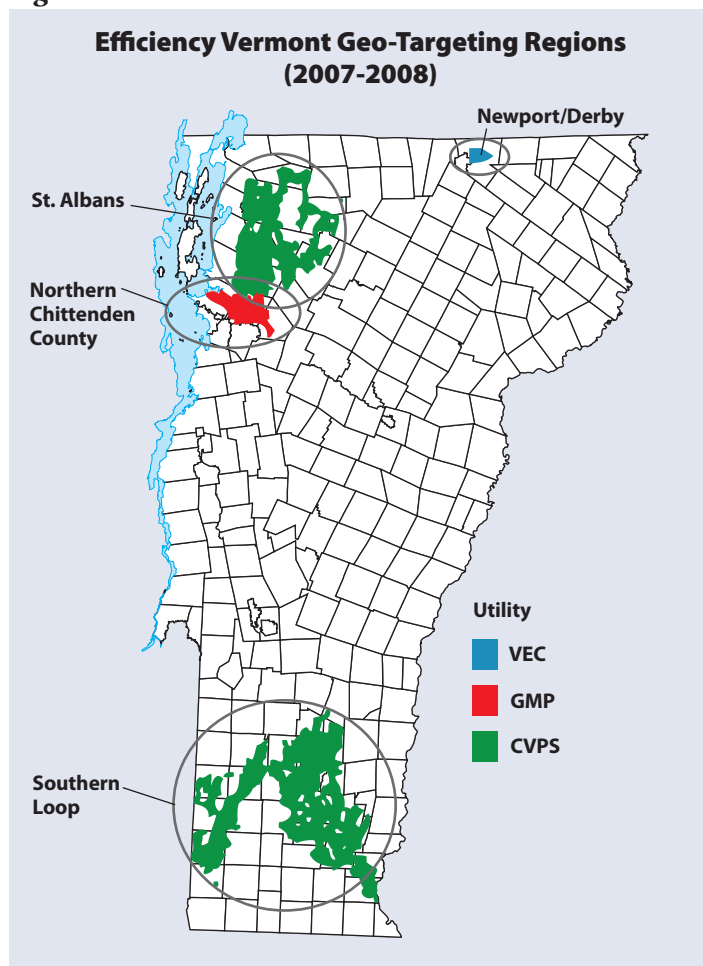 Efficiency Vermont Geo-Targeting Regions
(2007-2008)
Newport/Derby
St. Albans
Northern
Chittenden
County
Utility
VEC
GMP
CVPS
Southern
Loop